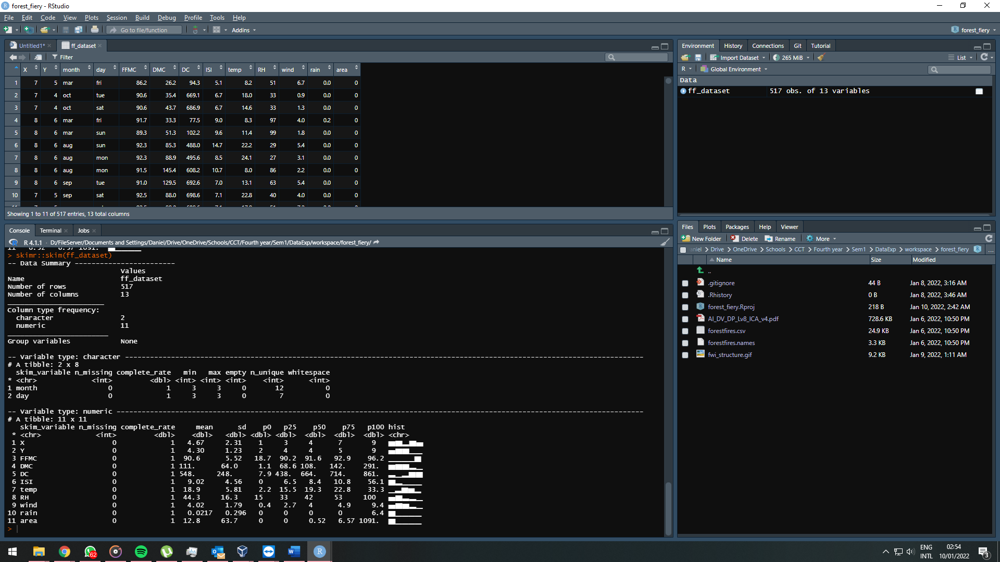 forest_fiery - RStudio
File Edit Code View Plots Session Build Debug Profile Tools Help
Go to file/function Addins forest_fiery
Untitled1* ff_dataset
Filter
X Y month day FFMC DMC DC ISI temp RH wind rain area
1 7 5 mar fri 86.2 26.2 94.3 5.1 8.2 51 6.7 0.0 0
2 7 4 oct tue 90.6 35.4 669.1 6.7 18.0 33 0.9 0.0 0
3 7 4 oct sat 90.6 43.7 686.9 6.7 14.6 33 1.3 0.0 0
4 8 6 mar fri 91.7 33.3 77.5 9.0 8.3 97 4.0 0.2 0
5 8 6 mar sun 89.3 51.3 102.2 9.6 11.4 99 1.8 0.0 0
6 8 6 aug sun 92.3 85.3 488.0 14.7 22.2 29 5.4 0.0 0
7 8 6 aug mon 92.3 88.9 495.6 8.5 24.1 27 3.1 0.0 0
8 8 6 aug mon 91.5 145.4 608.2 10.7 8.0 86 2.2 0.0 0
9 8 6 sep tue 91.0 129.5 692.6 7.0 13.1 63 5.4 0.0 0
10 7 5 sep sat 92.5 88.0 698.6 7.1 22.8 40 4.0 0.0 0
Showing 1 to 11 of 517 entries, 13 total columns
Console Terminal Jobs
R 4.1.1 · D:/FileServer/Documents and Settings/Daniel/Drive/OneDrive/Schools/CCT/Fourth year/Sem1/DataExp/workspace/forest_fiery/
> skimr::skim(ff_dataset)
-- Data Summary ------------------------
Values
Name ff_dataset
Number of rows 517
Number of columns 13
_______________________
Column type frequency:
character 2
numeric 11
________________________
Group variables None
-- Variable type: character ----------------------------------------------------------------------------------------------------------------------------
# A tibble: 2 x 8
skim_variable n_missing complete_rate min max empty n_unique whitespace
* <chr> <int> <dbl> <int> <int> <int> <int> <int>
1 month 0 1 3 3 0 12 0
2 day 0 1 3 3 0 7 0
-- Variable type: numeric ------------------------------------------------------------------------------------------------------------------------------
# A tibble: 11 x 11
skim_variable n_missing complete_rate mean sd p0 p25 p50 p75 p100 hist
* <chr> <int> <dbl> <dbl> <dbl> <dbl> <dbl> <dbl> <dbl> <dbl> <chr>
1 X 0 1 4.67 2.31 1 3 4 7 9
2 Y 0 1 4.30 1.23 2 4 4 5 9
3 FFMC 0 1 90.6 5.52 18.7 90.2 91.6 92.9 96.2
4 DMC 0 1 111. 64.0 1.1 68.6 108. 142. 291.
5 DC 0 1 548. 248. 7.9 438. 664. 714. 861.
6 ISI 0 1 9.02 4.56 0 6.5 8.4 10.8 56.1
7 temp 0 1 18.9 5.81 2.2 15.5 19.3 22.8 33.3
8 RH 0 1 44.3 16.3 15 33 42 53 100
9 wind 0 1 4.02 1.79 0.4 2.7 4 4.9 9.4
10 rain 0 1 0.0217 0.296 0 0 0 0 6.4
11 area 0 1 12.8 63.7 0 0 0.52 6.57 1091.
>
Environment History Connections Git Tutorial
Import Dataset 265 MiB List
R Global Environment
Data
ff_dataset 517 obs. of 13 variables
Files Plots Packages Help Viewer
New Folder Delete Rename More
aniel > Drive > OneDrive > Schools > CCT > Fourth year > Sem1 > DataExp > workspace > forest_fiery ...
Name Size Modified
..
.gitignore 44 B Jan 8, 2022, 3:16 AM
.Rhistory 0 B Jan 8, 2022, 3:46 AM
forest_fiery.Rproj 218 B Jan 10, 2022, 2:42 AM
AI_DV_DP_Lv8_ICA_v4.pdf 728.6 KB Jan 6, 2022, 10:50 PM
forestfires.csv 24.9 KB Jan 6, 2022, 10:50 PM
forestfires.names 3.3 KB Jan 6, 2022, 10:50 PM
fwi_structure.gif 9.2 KB Jan 9, 2022, 1:11 AM
62
ENG
INTL
02:54
10/01/2022
3